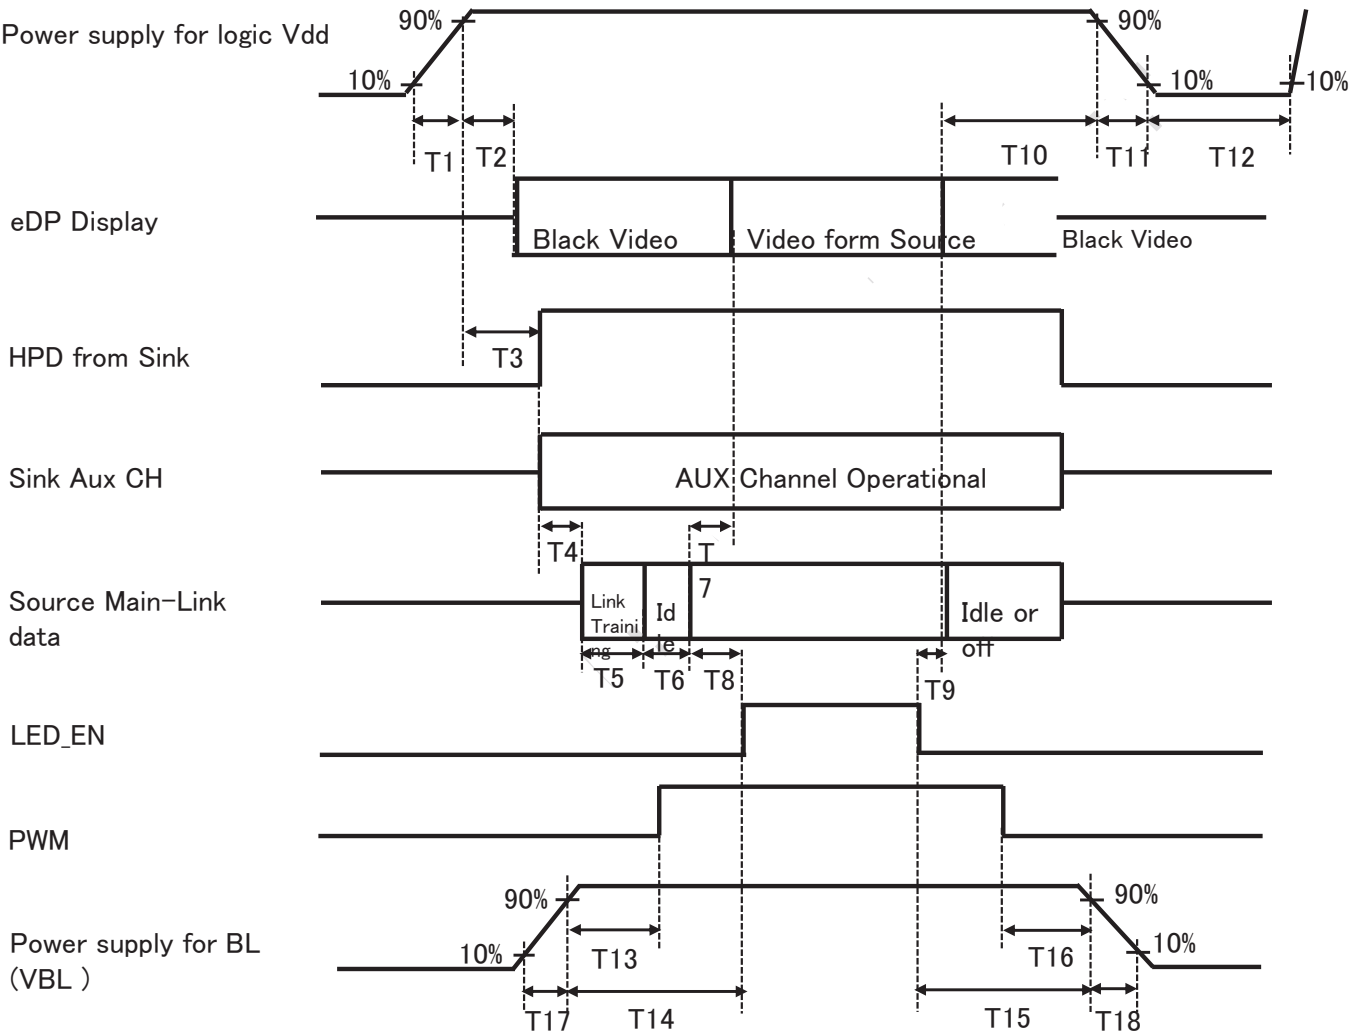 90%
90%
Power supply for logic Vdd
10%
10%
10%
T1
T2
T10
T11
T12
eDP Display
Black Video
Video form Source
Black Video
HPD from Sink
T3
Sink Aux CH
AUX Channel Operational
T4
T
7
Source Main-Link
data
Link
Traini
ng
Id
le
Idle or
off
T5
T6
T8
T9
LED_EN
PWM
90%
90%
Power supply for BL
(VBL )
10%
10%
T13
T16
T17
T14
T15
T18